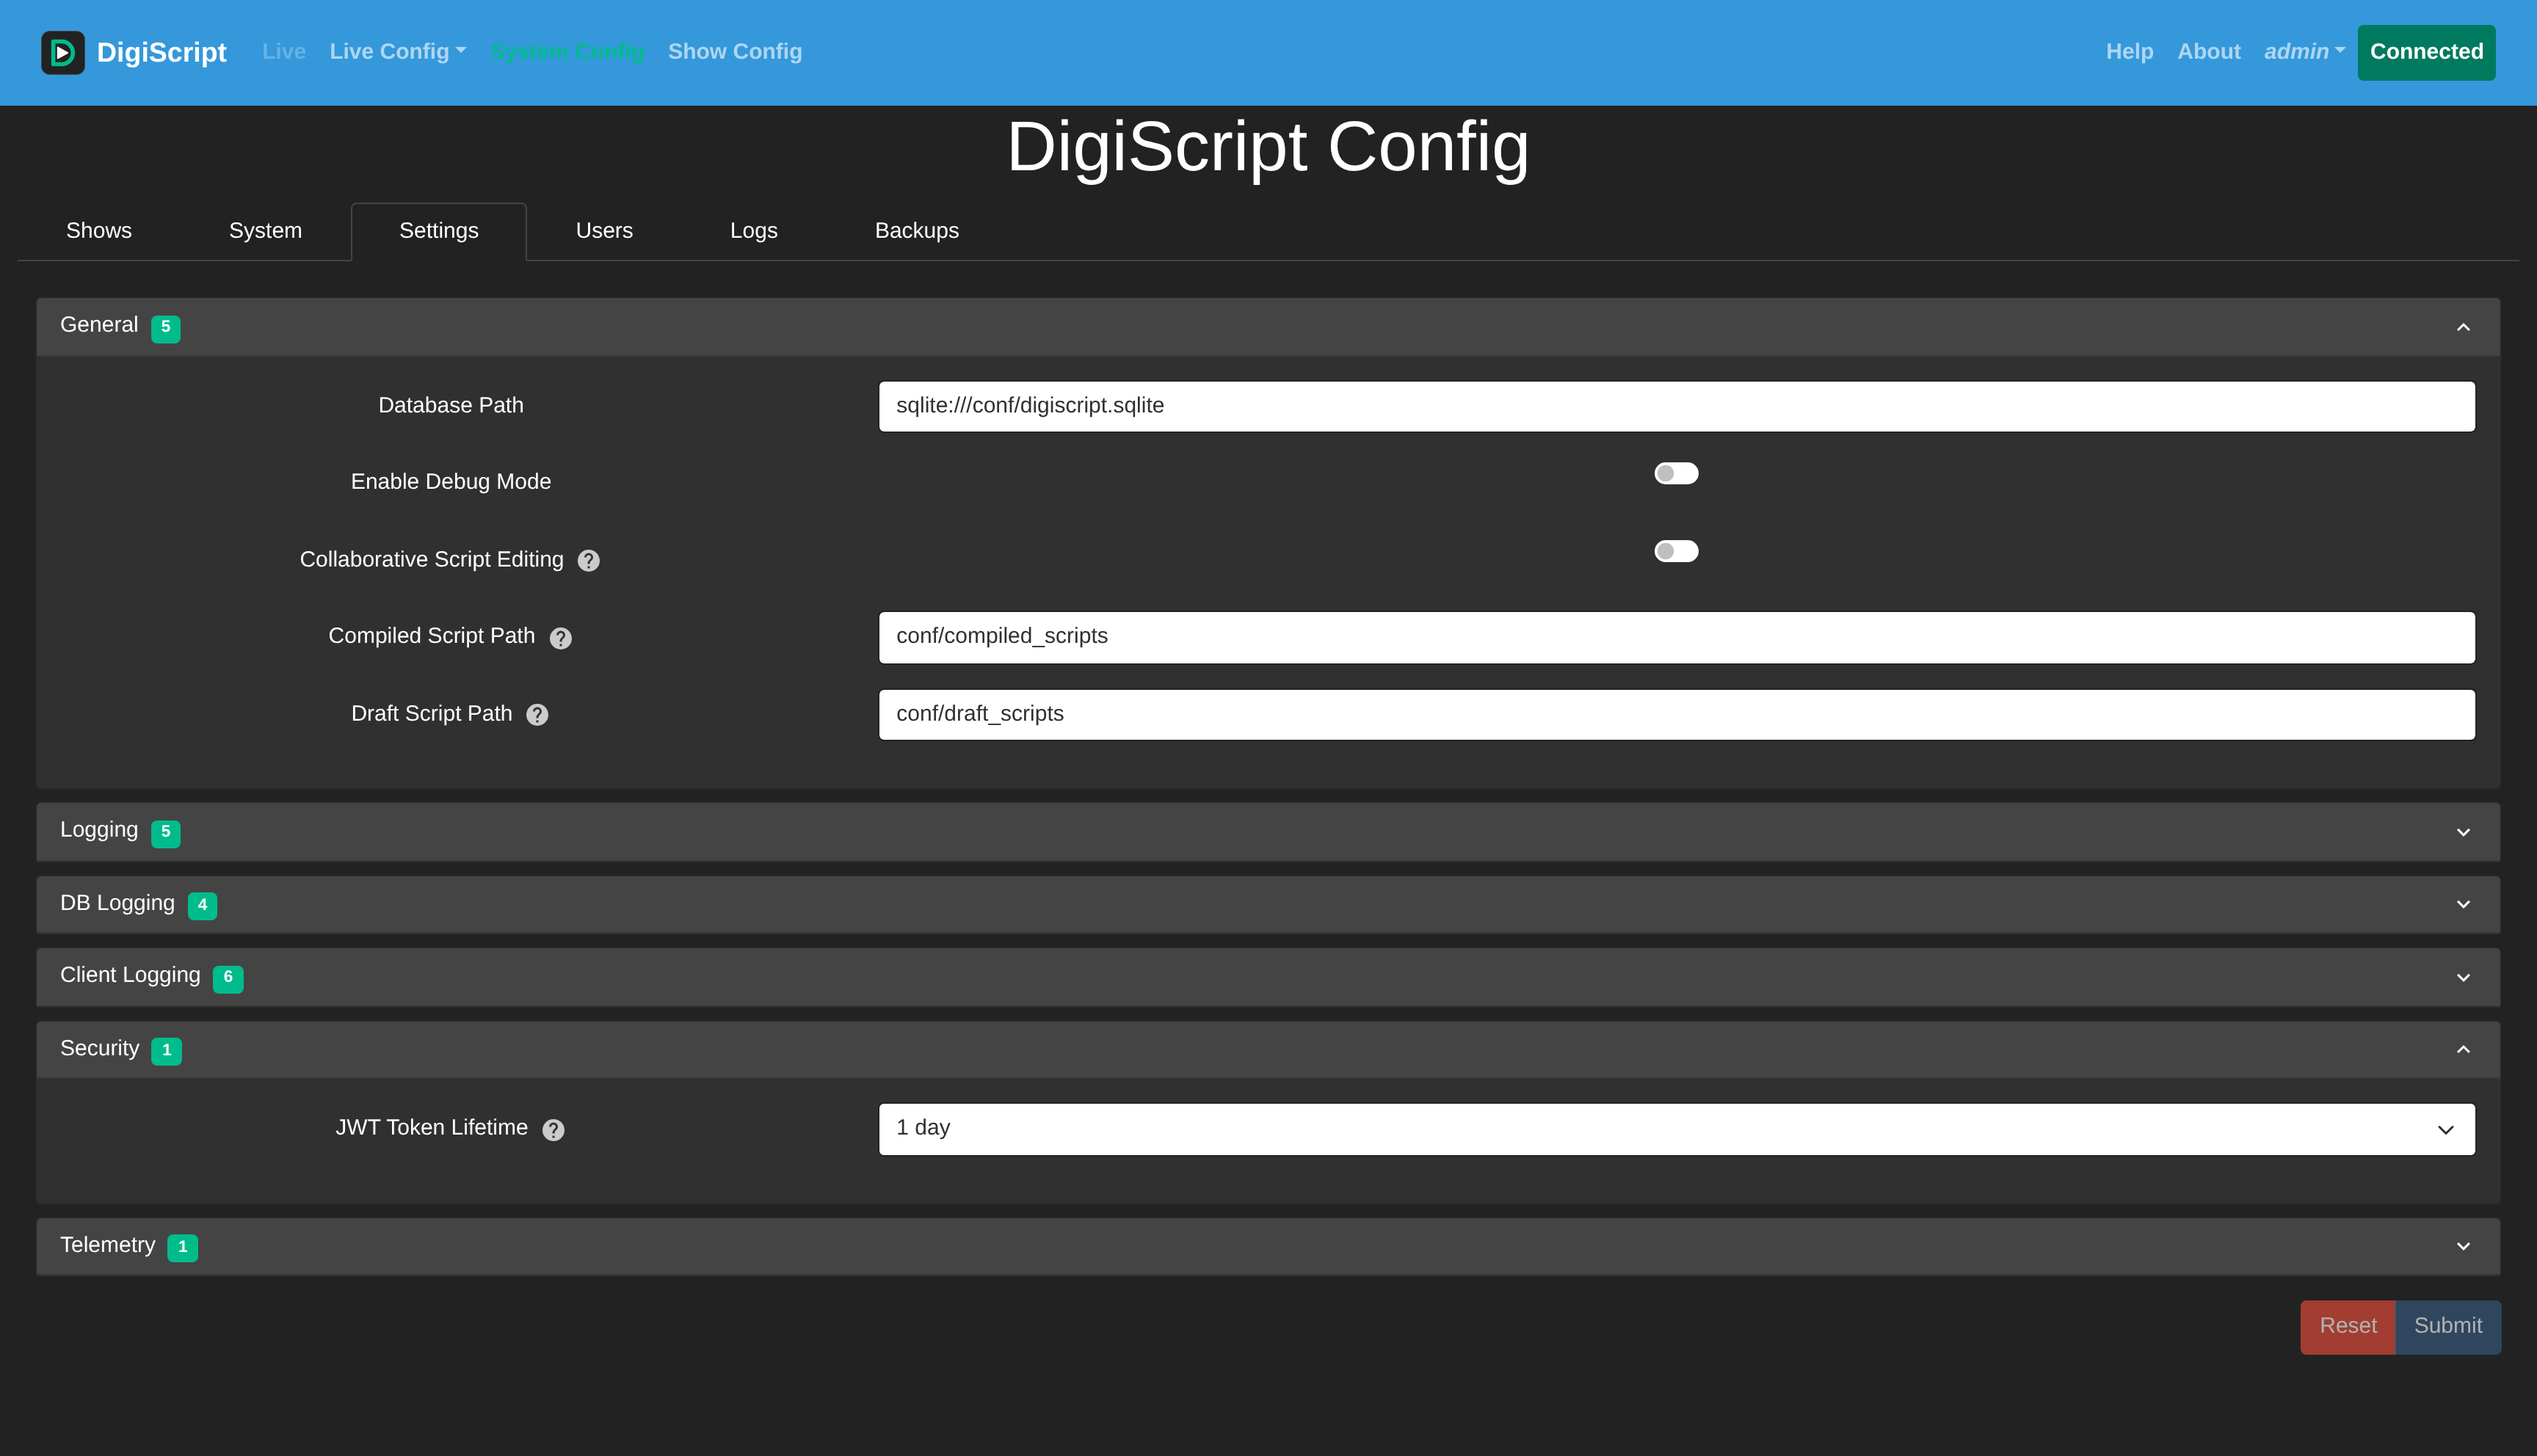 DigiScript Live Live Config System Config Show Config Help About admin Connected
DigiScript Config
Shows System Settings Users Logs Backups
General 5
Database Path sqlite:///conf/digiscript.sqlite
Enable Debug Mode
Collaborative Script Editing ?
Compiled Script Path ? conf/compiled_scripts
Draft Script Path ? conf/draft_scripts
Logging 5
DB Logging 4
Client Logging 6
Security 1
JWT Token Lifetime ? 1 day
Telemetry 1
Reset Submit